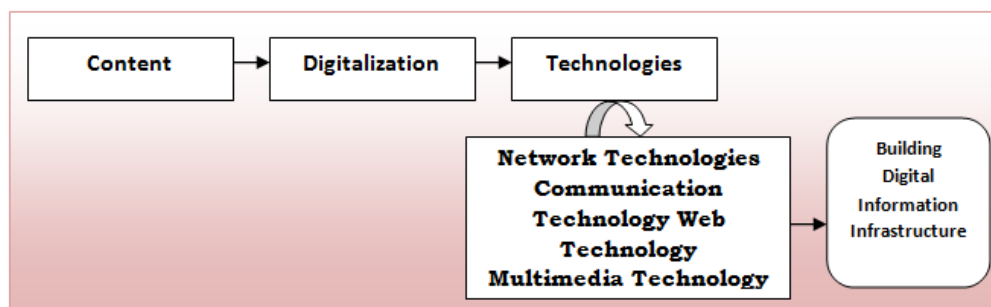 Content
Digitalization
Technologies
Network Technologies
Communication
Technology Web
Technology
Multimedia Technology
Building
Digital
Information
Infrastructure